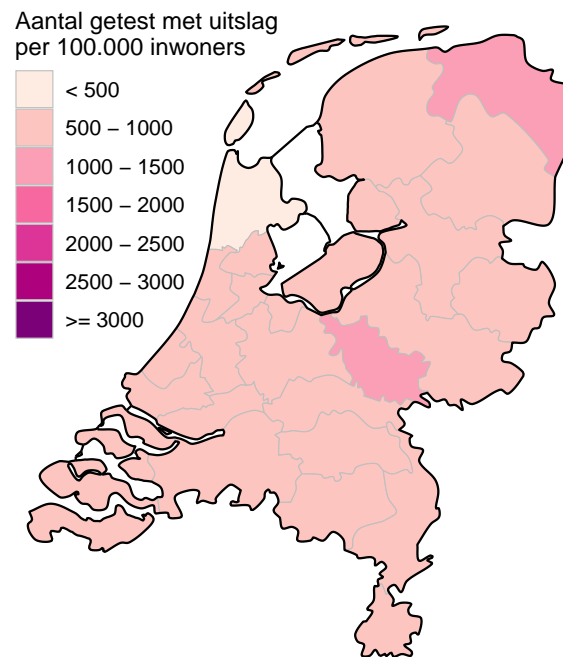 Aantal getest met uitslag
per 100.000 inwoners
< 500
500 – 1000
1000 – 1500
1500 – 2000
2000 – 2500
2500 – 3000
>= 3000